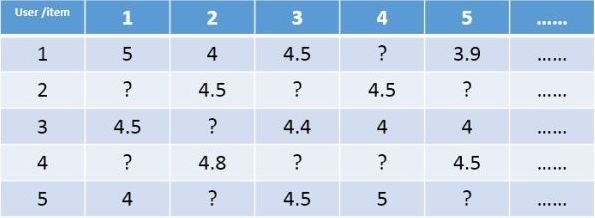 User /item 1 2 3 4 5 ......
1 5 4 4.5 ? 3.9 ......
2 ? 4.5 ? 4.5 ? ......
3 4.5 ? 4.4 4 4 ......
4 ? 4.8 ? ? 4.5 ......
5 4 ? 4.5 5 ? ......